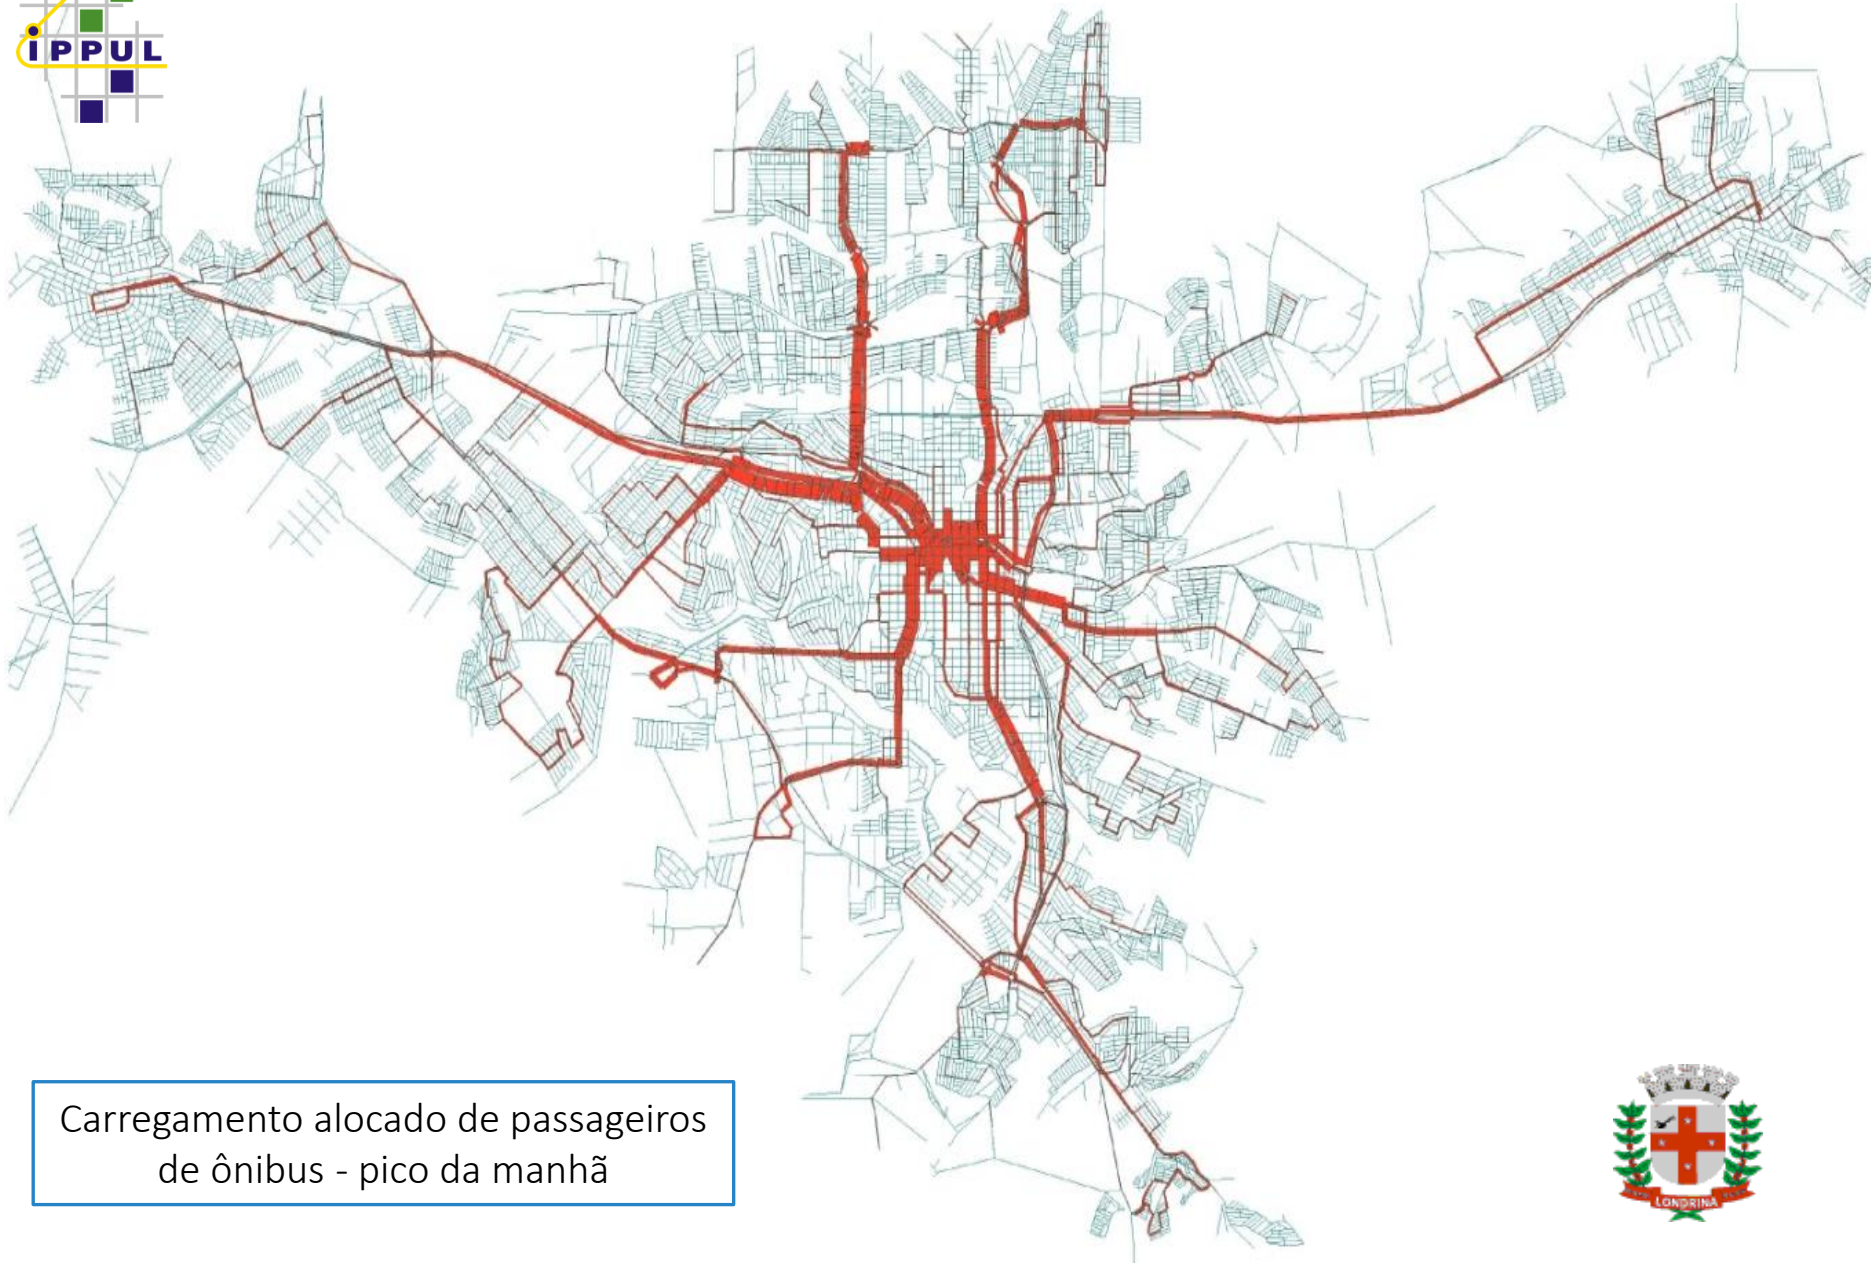 IPPUL
Carregamento alocado de passageiros
de ônibus - pico da manhã
LONDRINA